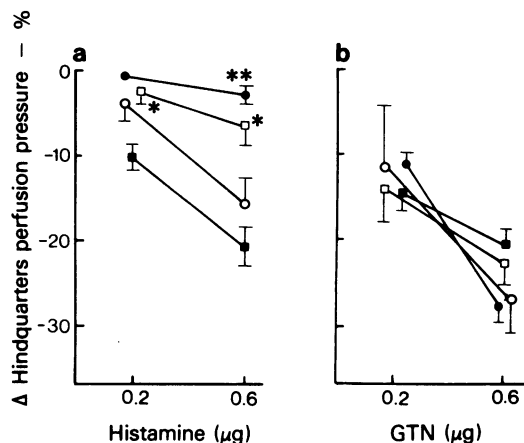 Δ Hindquarters perfusion pressure — %
a
0
-10
-20
-30
**
*
*
0.2
0.6
Histamine (μg)
b
0.2
0.6
GTN (μg)